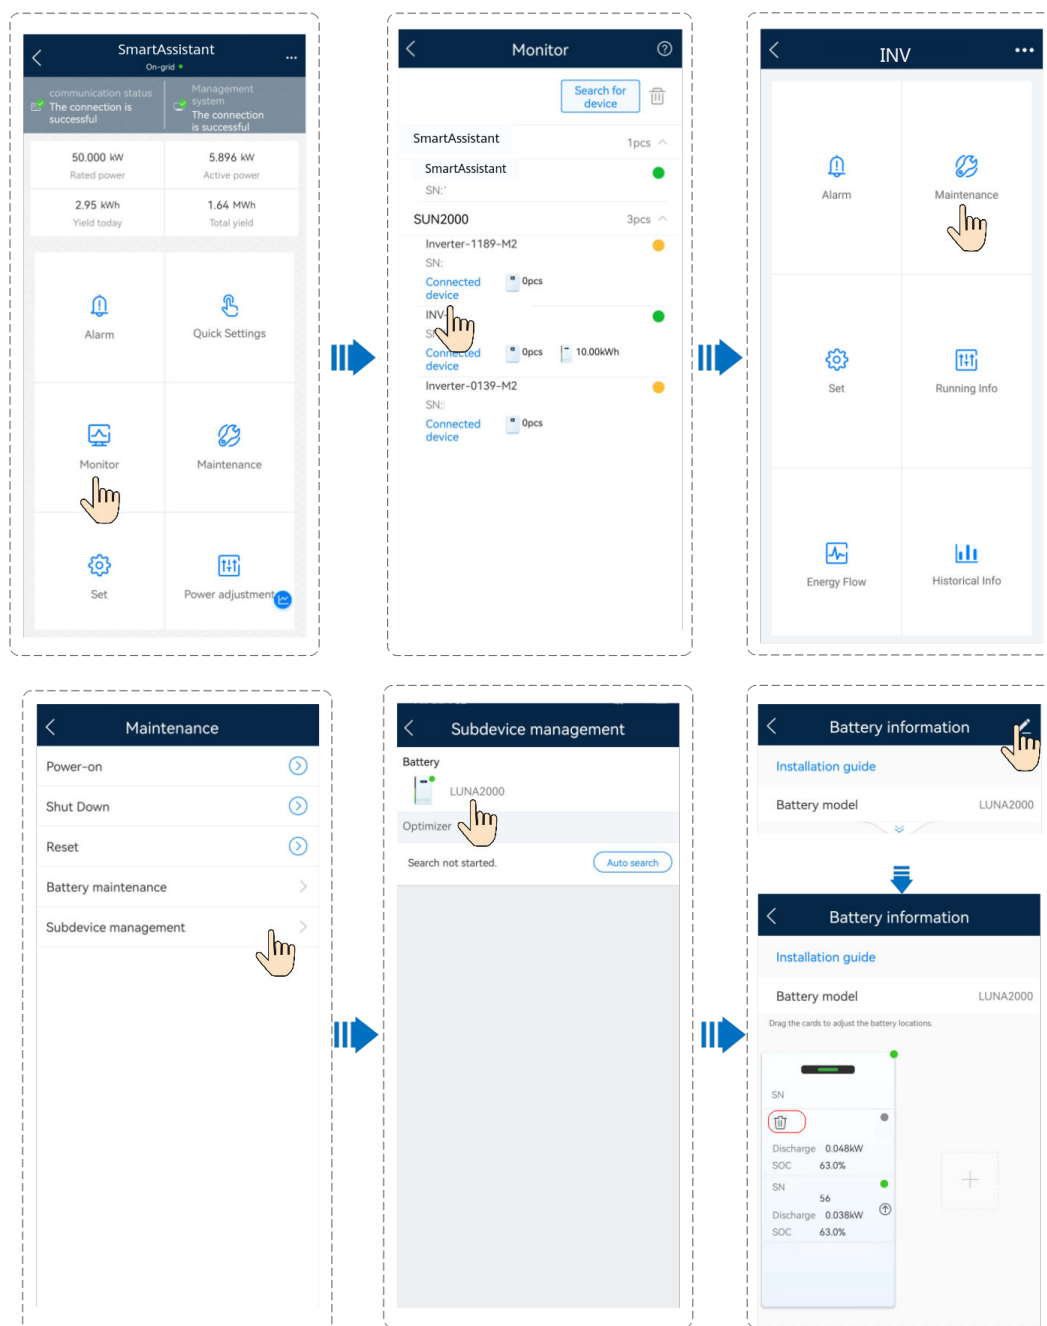 SmartAssistant
On-grid
communication status
The connection is
successful
Management
system
The connection
is successful
50.000 kW
Rated power
5.896 kW
Active power
2.95 kWh
Yield today
1.64 MWh
Total yield
Alarm
Quick Settings
Monitor
Maintenance
Set
Power adjustment
Monitor
Search for
device
SmartAssistant
1pcs
SmartAssistant
SN:
SUN2000
3pcs
Inverter-1189-M2
SN:
Connected
device
0pcs
INV-
Connected
device
0pcs
10.00kWh
Inverter-0139-M2
SN:
Connected
device
0pcs
INV
Alarm
Maintenance
Set
Running Info
Energy Flow
Historical Info
Maintenance
Power-on
Shut Down
Reset
Battery maintenance
Subdevice management
Subdevice management
Battery
LUNA2000
Optimizer
Search not started.
Auto search
Battery information
Installation guide
Battery model
LUNA2000
Battery information
Installation guide
Battery model
LUNA2000
Drag the cards to adjust the battery locations.
SN
Discharge 0.048kW
SOC 63.0%
SN
56
Discharge 0.038kW
SOC 63.0%